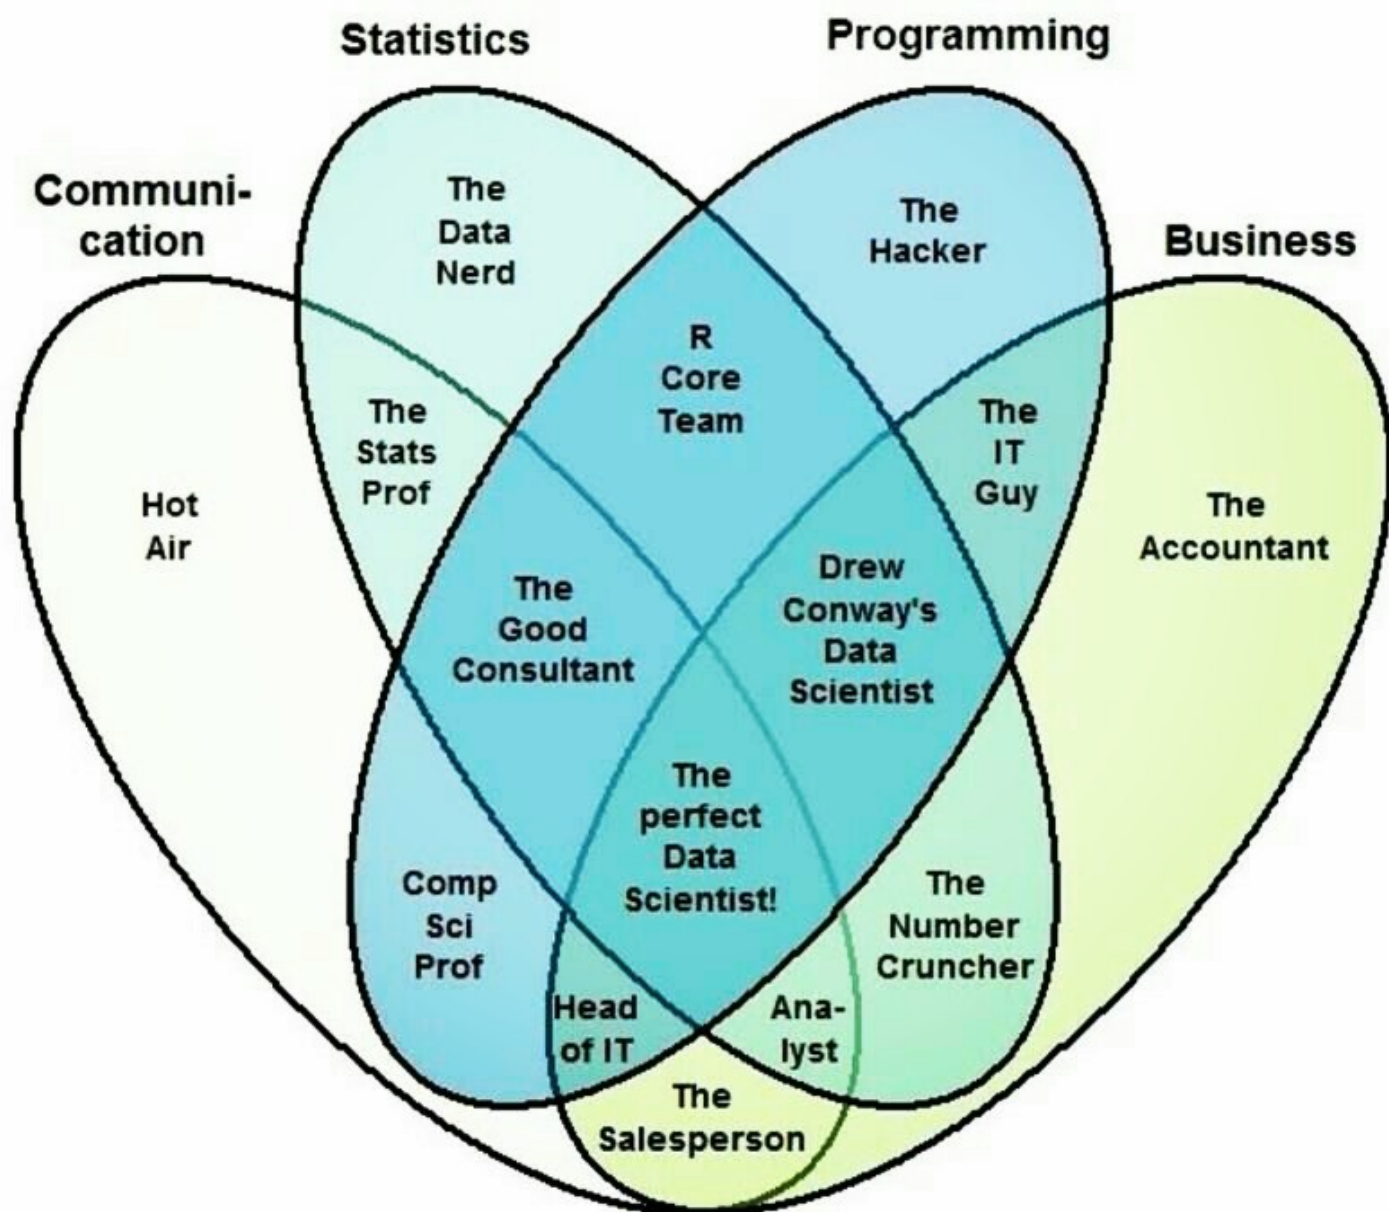 Statistics
Programming
Communi-
cation
Business
The
Data
Nerd
The
Hacker
R
Core
Team
The
Stats
Prof
The
IT
Guy
Hot
Air
The
Accountant
The
Good
Consultant
Drew
Conway's
Data
Scientist
The
perfect
Data
Scientist!
Comp
Sci
Prof
The
Number
Cruncher
Head
of IT
Ana-
lyst
The
Salesperson